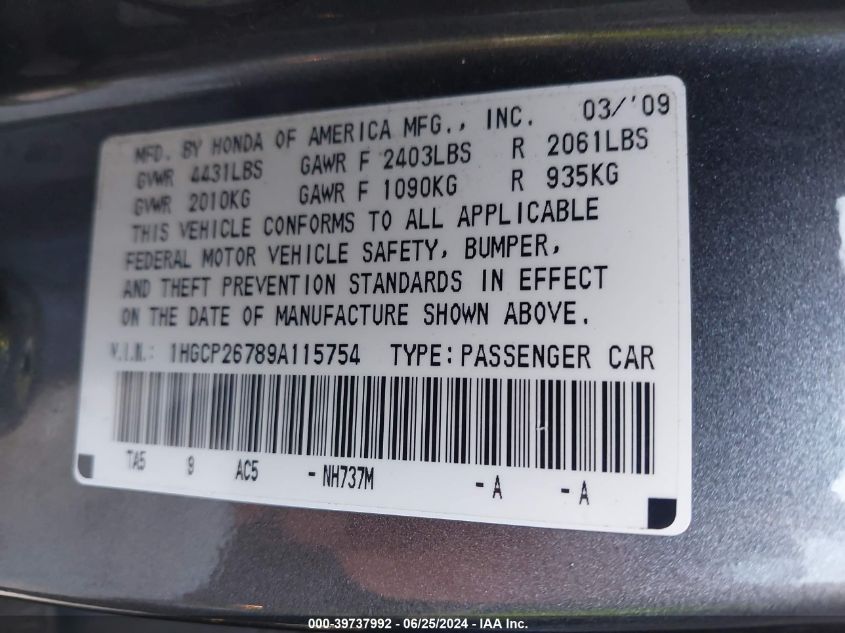 MFD. BY HONDA OF AMERICA MFG., INC. 03/'09
GVWR 4431LBS GAWR F 2403LBS R 2061LBS
GVWR 2010KG GAWR F 1090KG R 935KG
THIS VEHICLE CONFORMS TO ALL APPLICABLE
FEDERAL MOTOR VEHICLE SAFETY, BUMPER,
AND THEFT PREVENTION STANDARDS IN EFFECT
ON THE DATE OF MANUFACTURE SHOWN ABOVE.
V.I.N.: 1HGCP26789A115754 TYPE: PASSENGER CAR
TA5 9 AC5 - NH737M - A - A
000-39737992 - 06/25/2024 - IAA Inc.